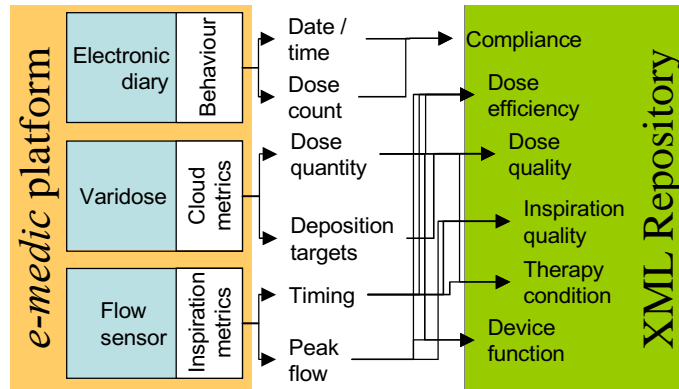 e-medic platform
Electronic
diary
Behaviour
Varidose
Cloud
metrics
Flow
sensor
Inspiration
metrics
Date /
time
Dose
count
Dose
quantity
Deposition
targets
Timing
Peak
flow
Compliance
Dose
efficiency
Dose
quality
Inspiration
quality
Therapy
condition
Device
function
XML Repository